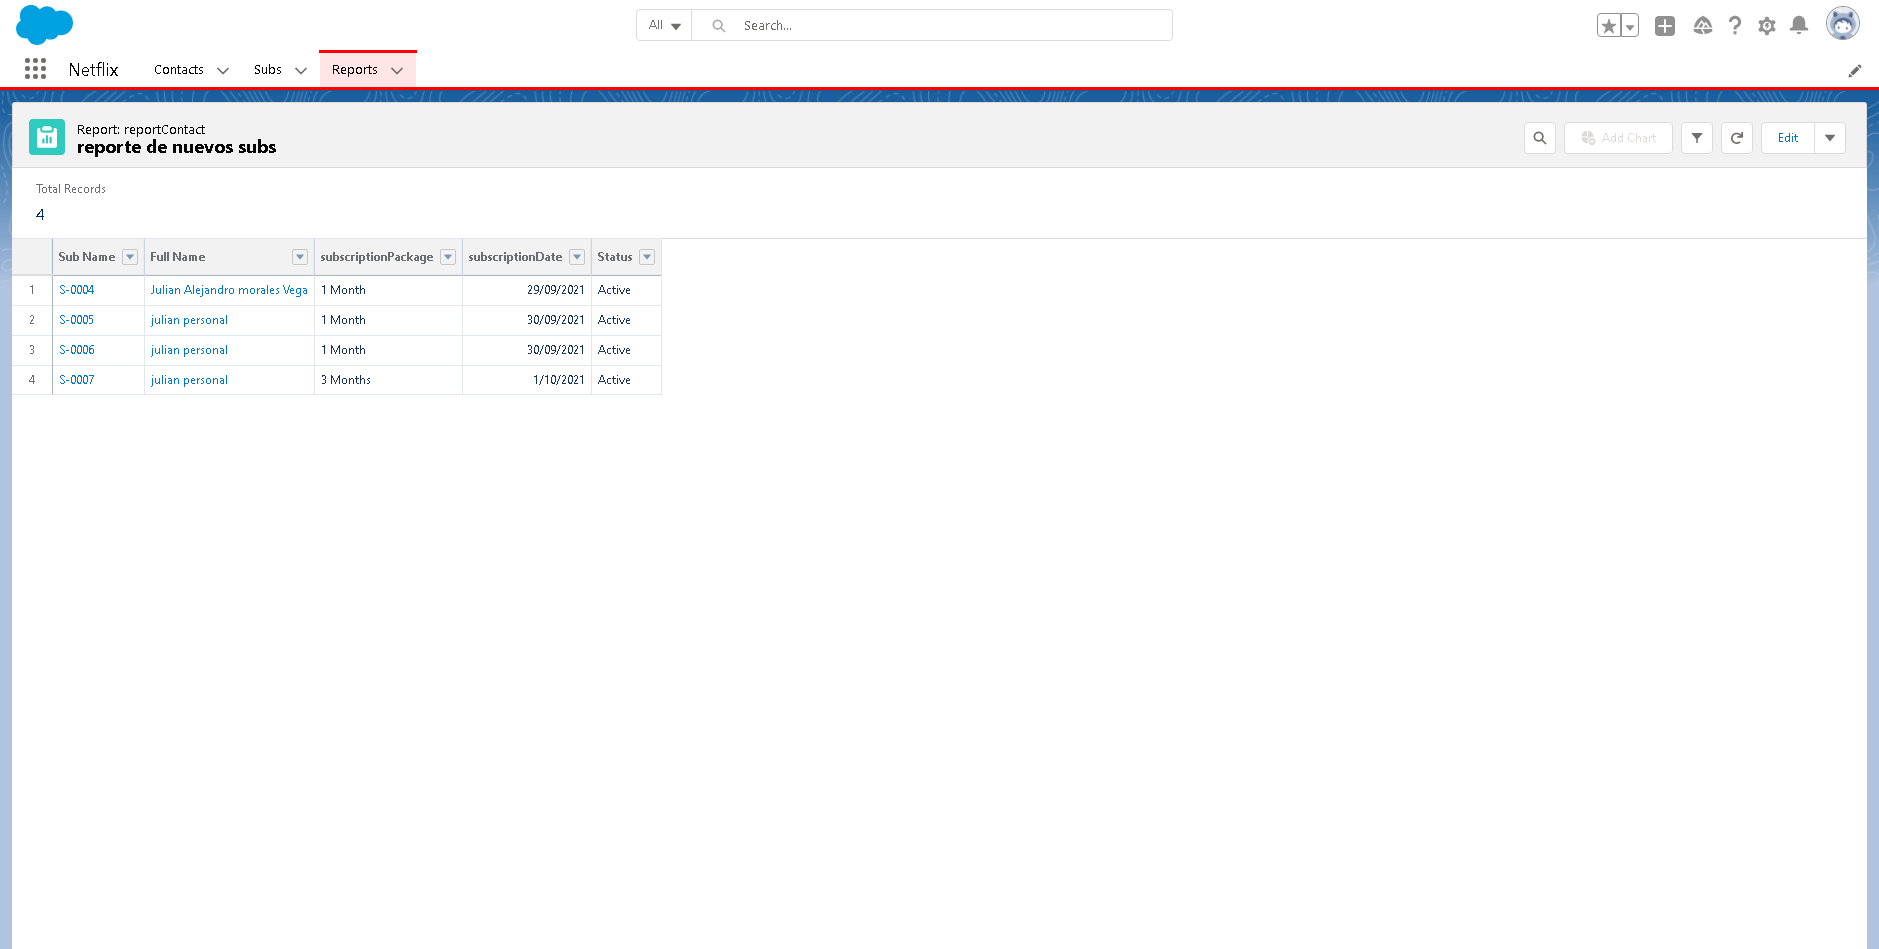 All Search...
Netflix Contacts Subs Reports
Report: reportContact
reporte de nuevos subs
Add Chart Edit
Total Records
4
Sub Name Full Name subscriptionPackage subscriptionDate Status
1 S-0004 Julian Alejandro morales Vega 1 Month 29/09/2021 Active
2 S-0005 julian personal 1 Month 30/09/2021 Active
3 S-0006 julian personal 1 Month 30/09/2021 Active
4 S-0007 julian personal 3 Months 1/10/2021 Active